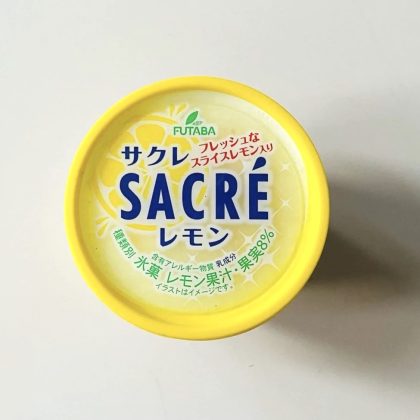 FUTABA
サクレ
フレッシュな
スライスレモン入り
SACRÉ
レモン
含有アレルギー物質 乳成分
種類別 氷菓 レモン果汁・果実8%
イラストはイメージです。